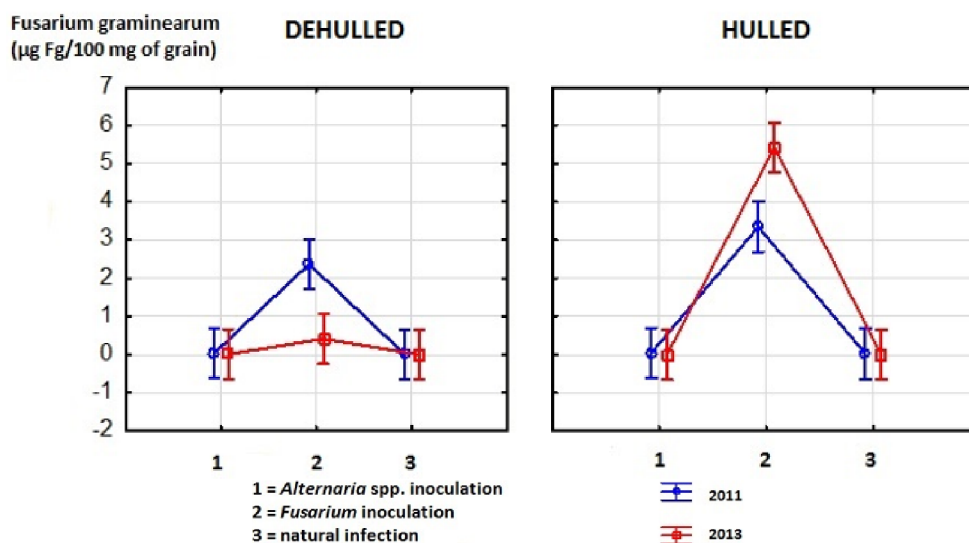 Fusarium graminearum
(µg Fg/100 mg of grain)
DEHULLED
HULLED
7
6
5
4
3
2
1
0
-1
-2
1 2 3
1 2 3
1 = Alternaria spp. inoculation
2 = Fusarium inoculation
3 = natural infection
2011
2013